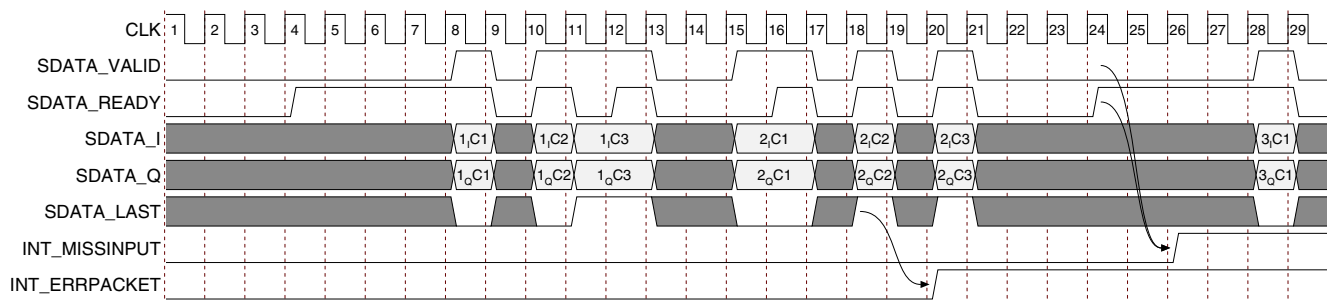 CLK 1 2 3 4 5 6 7 8 9 10 11 12 13 14 15 16 17 18 19 20 21 22 23 24 25 26 27 28 29
SDATA_VALID
SDATA_READY
SDATA_I 1IC1 1IC2 1IC3 2IC1 2IC2 2IC3 3IC1
SDATA_Q 1QC1 1QC2 1QC3 2QC1 2QC2 2QC3 3QC1
SDATA_LAST
INT_MISSINPUT
INT_ERRPACKET